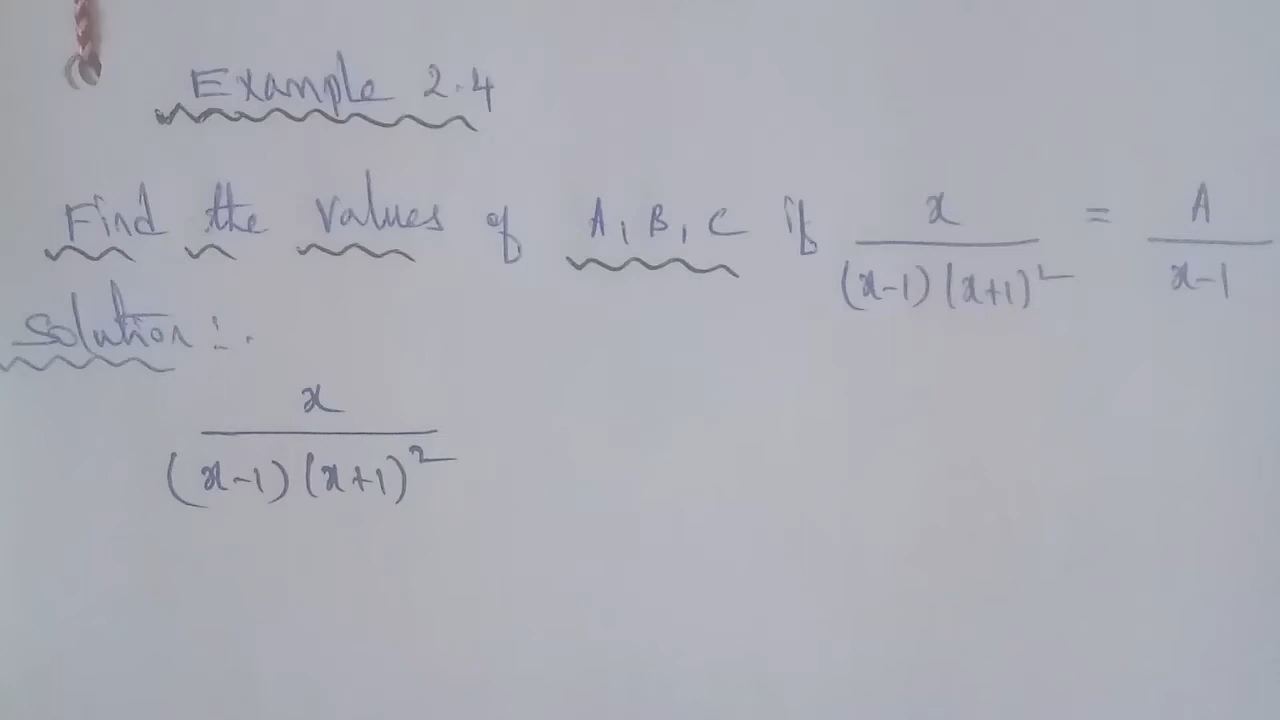 Example 2.4
Find the values of A, B, C if x / (x-1)(x+1)² = A / x-1
Solution :.
x / (x-1)(x+1)²